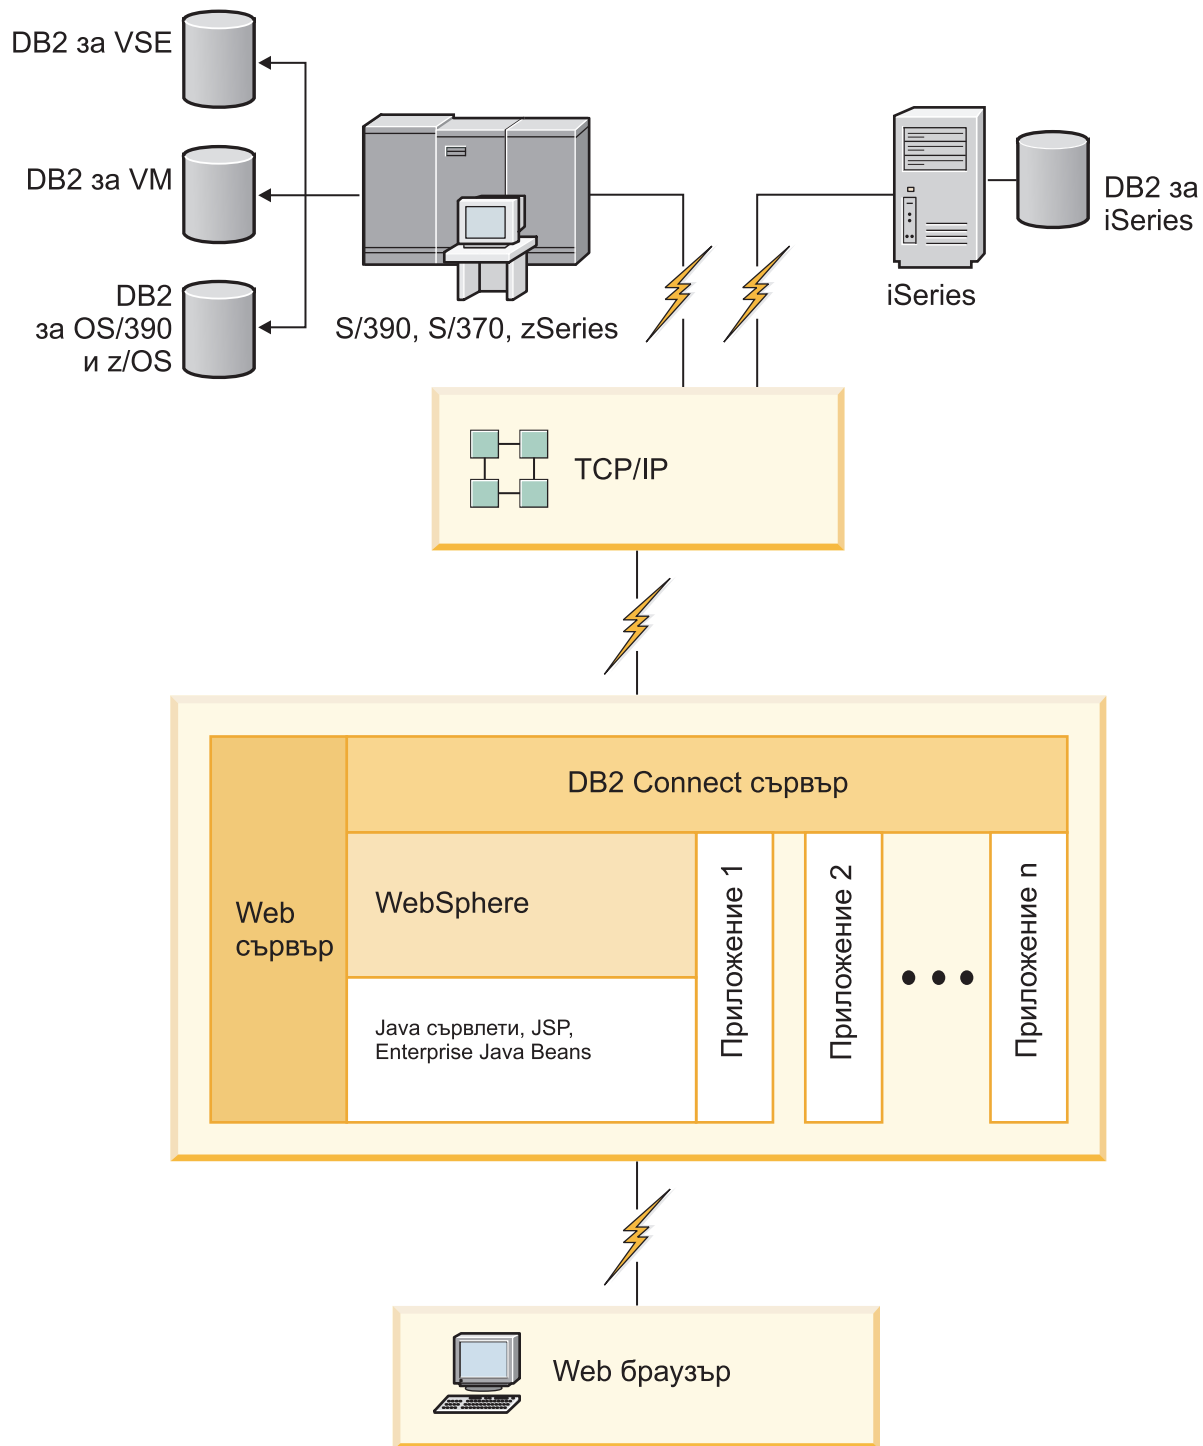 DB2 за VSE
DB2 за VM
DB2
за OS/390
и z/OS
S/390, S/370, zSeries
iSeries
DB2 за
iSeries
TCP/IP
DB2 Connect сървър
Web
сървър
WebSphere
Java сървлети, JSP,
Enterprise Java Beans
Приложение 1
Приложение 2
Приложение n
Web браузър